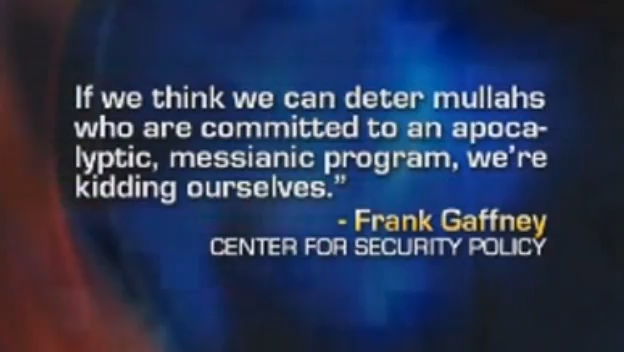 If we think we can deter mullahs
who are committed to an apoca-
lyptic, messianic program, we're
kidding ourselves."
- Frank Gaffney
CENTER FOR SECURITY POLICY